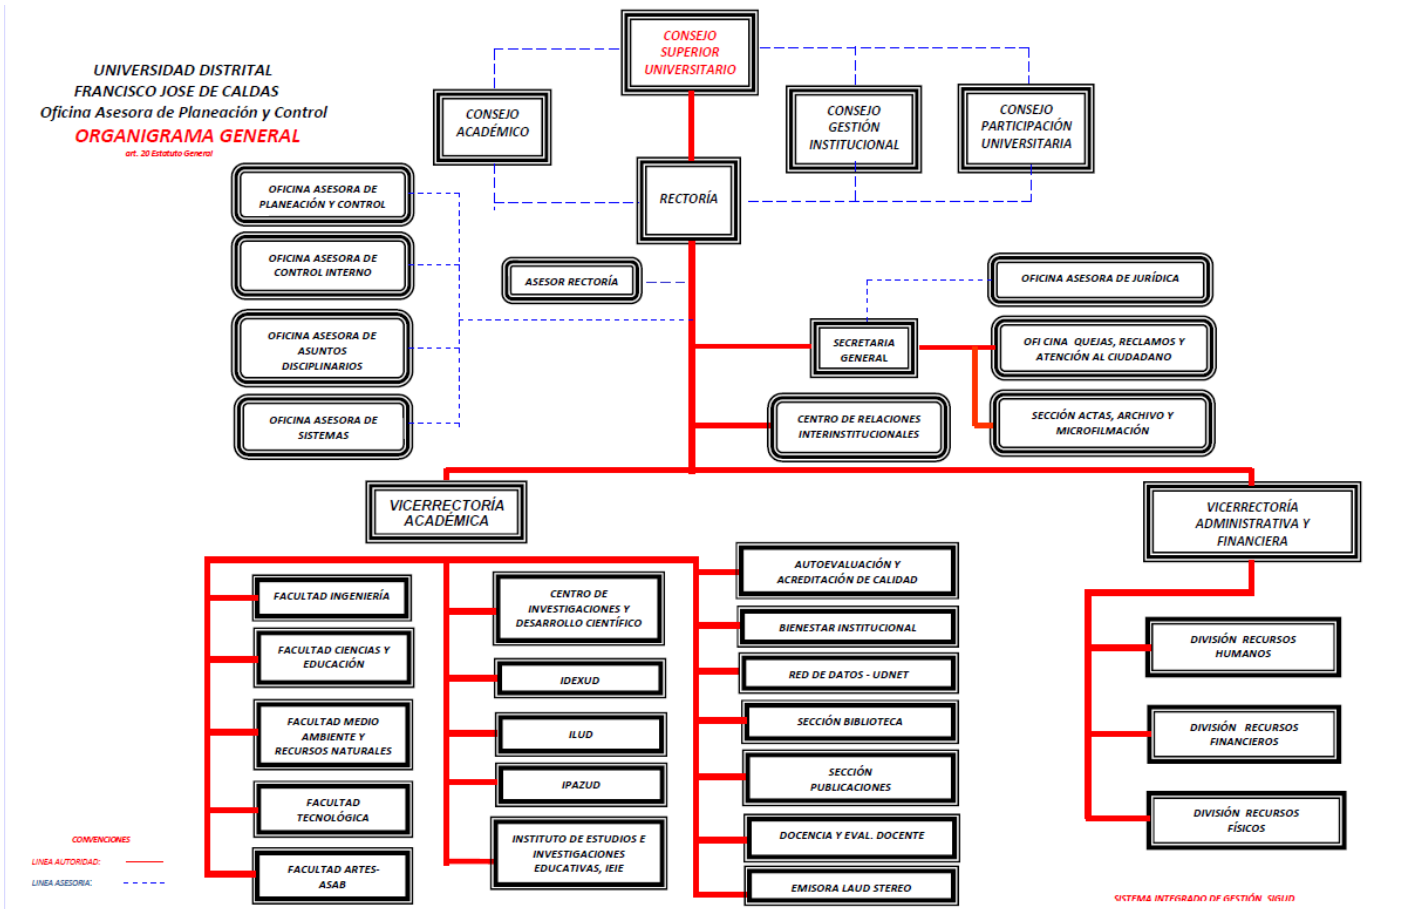 UNIVERSIDAD DISTRITAL
FRANCISCO JOSE DE CALDAS
Oficina Asesora de Planeación y Control
ORGANIGRAMA GENERAL
art. 20 Estatuto General
CONSEJO
SUPERIOR
UNIVERSITARIO
CONSEJO
ACADÉMICO
CONSEJO
GESTIÓN
INSTITUCIONAL
CONSEJO
PARTICIPACIÓN
UNIVERSITARIA
RECTORÍA
OFICINA ASESORA DE
PLANEACIÓN Y CONTROL
OFICINA ASESORA DE
CONTROL INTERNO
OFICINA ASESORA DE
ASUNTOS
DISCIPLINARIOS
OFICINA ASESORA DE
SISTEMAS
ASESOR RECTORÍA
OFICINA ASESORA DE JURÍDICA
SECRETARIA
GENERAL
OFI CINA QUEJAS, RECLAMOS Y
ATENCIÓN AL CIUDADANO
CENTRO DE RELACIONES
INTERINSTITUCIONALES
SECCIÓN ACTAS, ARCHIVO Y
MICROFILMACIÓN
VICERRECTORÍA
ACADÉMICA
VICERRECTORÍA
ADMINISTRATIVA Y
FINANCIERA
FACULTAD INGENIERÍA
FACULTAD CIENCIAS Y
EDUCACIÓN
FACULTAD MEDIO
AMBIENTE Y
RECURSOS NATURALES
FACULTAD
TECNOLÓGICA
FACULTAD ARTES-
ASAB
CENTRO DE
INVESTIGACIONES Y
DESARROLLO CIENTÍFICO
IDEXUD
ILUD
IPAZUD
INSTITUTO DE ESTUDIOS E
INVESTIGACIONES
EDUCATIVAS, IEIE
AUTOEVALUACIÓN Y
ACREDITACIÓN DE CALIDAD
BIENESTAR INSTITUCIONAL
RED DE DATOS - UDNET
SECCIÓN BIBLIOTECA
SECCIÓN
PUBLICACIONES
DOCENCIA Y EVAL. DOCENTE
EMISORA LAUD STEREO
DIVISIÓN RECURSOS
HUMANOS
DIVISIÓN RECURSOS
FINANCIEROS
DIVISIÓN RECURSOS
FÍSICOS
CONVENCIONES
LINEA AUTORIDAD:
LINEA ASESORIA:
SISTEMA INTEGRADO DE GESTIÓN SIGUD